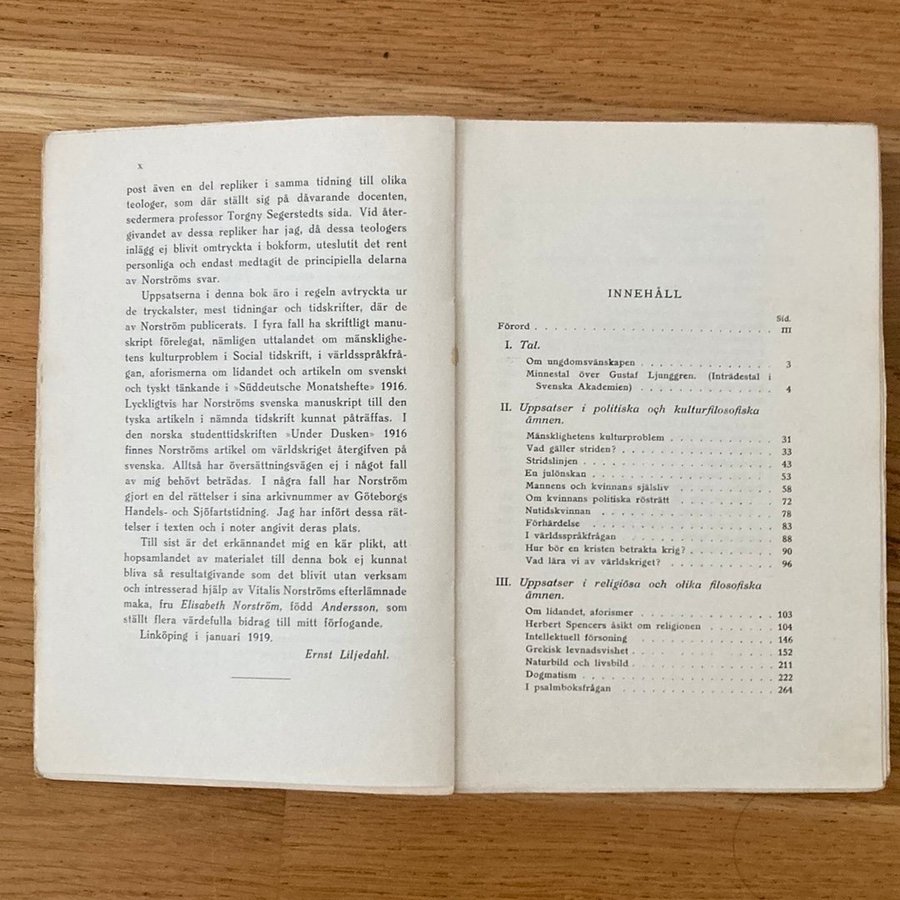 x
post även en del repliker i samma tidning till olika
teologer, som där ställt sig på dåvarande docenten,
sedermera professor Torgny Segerstedts sida. Vid åter-
givandet av dessa repliker har jag, då dessa teologers
inlägg ej blivit omtryckta i bokform, uteslutit det rent
personliga och endast medtagit de principiella delarna
av Norströms svar.
Uppsatserna i denna bok äro i regeln avtryckta ur
de tryckalster, mest tidningar och tidskrifter, där de
av Norström publicerats. I fyra fall ha skriftligt manu-
skript förelegat, nämligen uttalandet om mänsklighe-
tens kulturproblem i Social tidskrift, i världsspråkfrå-
gan, aforismerna om lidandet och artikeln om svenskt
och tyskt tänkande i »Süddeutsche Monatshefte» 1916.
Lyckligtvis har Norströms svenska manuskript till den
tyska artikeln i nämnda tidskrift kunnat påträffas. I
den norska studenttidskriften »Under Dusken» 1916
finnes Norströms artikel om världskriget återgifven på
svenska. Alltså har översättningsvägen ej i något fall
av mig behövt beträdas. I några fall har Norström
gjort en del rättelser i sina arkivnummer av Göteborgs
Handels- och Sjöfartstidning. Jag har infört dessa rät-
telser i texten och i noter angivit deras plats.
Till sist är det erkännandet mig en kär plikt, att
hopsamlandet av materialet till denna bok ej kunnat
bliva så resultatgivande som det blivit utan verksam
och intresserad hjälp av Vitalis Norströms efterlämnade
maka, fru Elisabeth Norström, född Andersson, som
ställt flera värdefulla bidrag till mitt förfogande.
Linköping i januari 1919.
Ernst Liljedahl.
INNEHÅLL
Sid.
Förord . . . . . . . . . . . . . . . . . . . . . . . . III
I. Tal.
Om ungdomsvänskapen . . . . . . . . . . . . . 3
Minnestal över Gustaf Ljunggren. (Inträdestal i
Svenska Akademien) . . . . . . . . . . . . . 4
II. Uppsatser i politiska och kulturfilosofiska
ämnen.
Mänsklighetens kulturproblem . . . . . . . . . . 31
Vad gäller striden? . . . . . . . . . . . . . . . 33
Stridslinjen . . . . . . . . . . . . . . . . . . . 43
En julönskan . . . . . . . . . . . . . . . . . . 53
Mannens och kvinnans själsliv . . . . . . . . . . 58
Om kvinnans politiska rösträtt . . . . . . . . . . 72
Nutidskvinnan . . . . . . . . . . . . . . . . . . 78
Förhärdelse . . . . . . . . . . . . . . . . . . . 83
I världsspråkfrågan . . . . . . . . . . . . . . . 88
Hur bör en kristen betrakta krig? . . . . . . . . . 90
Vad lära vi av världskriget? . . . . . . . . . . . 96
III. Uppsatser i religiösa och olika filosofiska
ämnen.
Om lidandet, aforismer . . . . . . . . . . . . . 103
Herbert Spencers åsikt om religionen . . . . . . . 104
Intellektuell försoning . . . . . . . . . . . . . 146
Grekisk levnadsvishet . . . . . . . . . . . . . . 152
Naturbild och livsbild . . . . . . . . . . . . . . 211
Dogmatism . . . . . . . . . . . . . . . . . . . 222
I psalmboksfrågan . . . . . . . . . . . . . . . 264